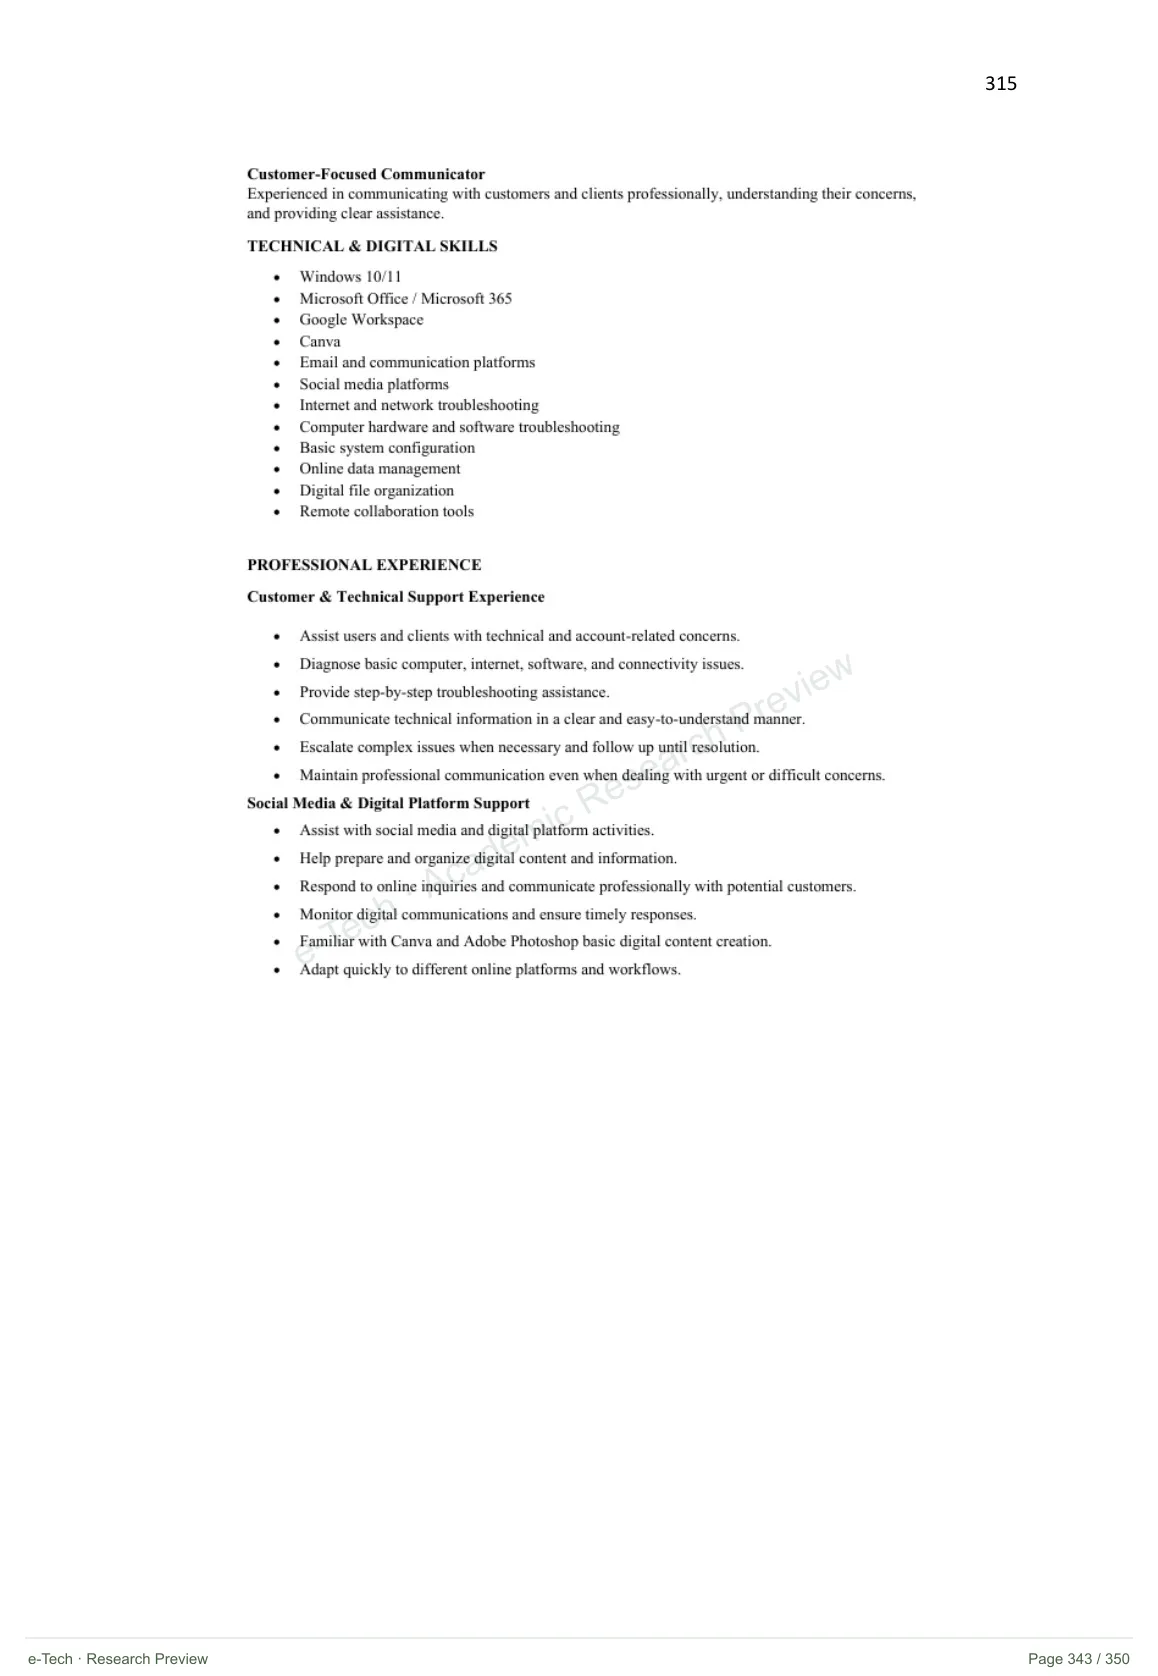 315
Customer-Focused Communicator
Experienced in communicating with customers and clients professionally, understanding their concerns,
and providing clear assistance.
TECHNICAL & DIGITAL SKILLS
• Windows 10/11
• Microsoft Office / Microsoft 365
• Google Workspace
• Canva
• Email and communication platforms
• Social media platforms
• Internet and network troubleshooting
• Computer hardware and software troubleshooting
• Basic system configuration
• Online data management
• Digital file organization
• Remote collaboration tools
PROFESSIONAL EXPERIENCE
Customer & Technical Support Experience
• Assist users and clients with technical and account-related concerns.
• Diagnose basic computer, internet, software, and connectivity issues.
• Provide step-by-step troubleshooting assistance.
• Communicate technical information in a clear and easy-to-understand manner.
• Escalate complex issues when necessary and follow up until resolution.
• Maintain professional communication even when dealing with urgent or difficult concerns.
Social Media & Digital Platform Support
• Assist with social media and digital platform activities.
• Help prepare and organize digital content and information.
• Respond to online inquiries and communicate professionally with potential customers.
• Monitor digital communications and ensure timely responses.
• Familiar with Canva and Adobe Photoshop basic digital content creation.
• Adapt quickly to different online platforms and workflows.
e-Tech · Academic Research Preview
e-Tech · Research Preview
Page 343 / 350